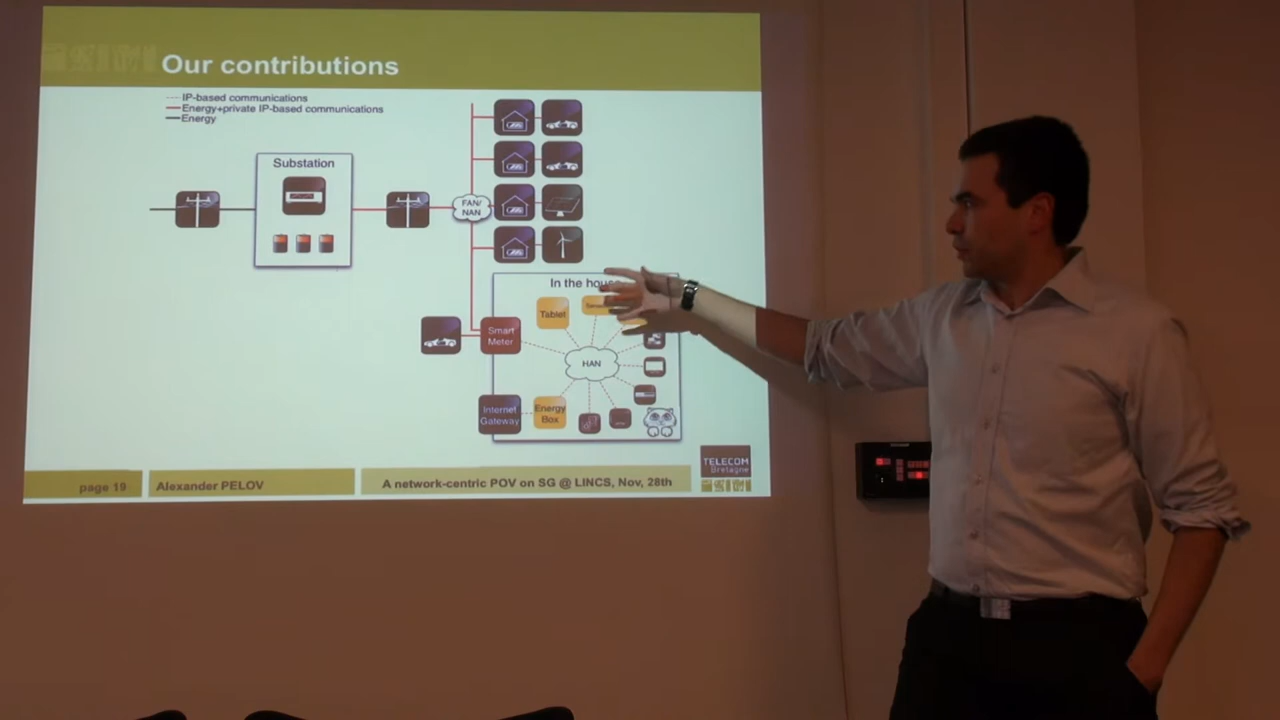 Our contributions
IP-based communications
Energy+private IP-based communications
Energy
Substation
FAN/
NAN
In the house
Tablet
Smart
Meter
HAN
Internet
Gateway
Energy
Box
TELECOM
Bretagne
page 19
Alexander PELOV
A network-centric POV on SG @ LINCS, Nov, 28th